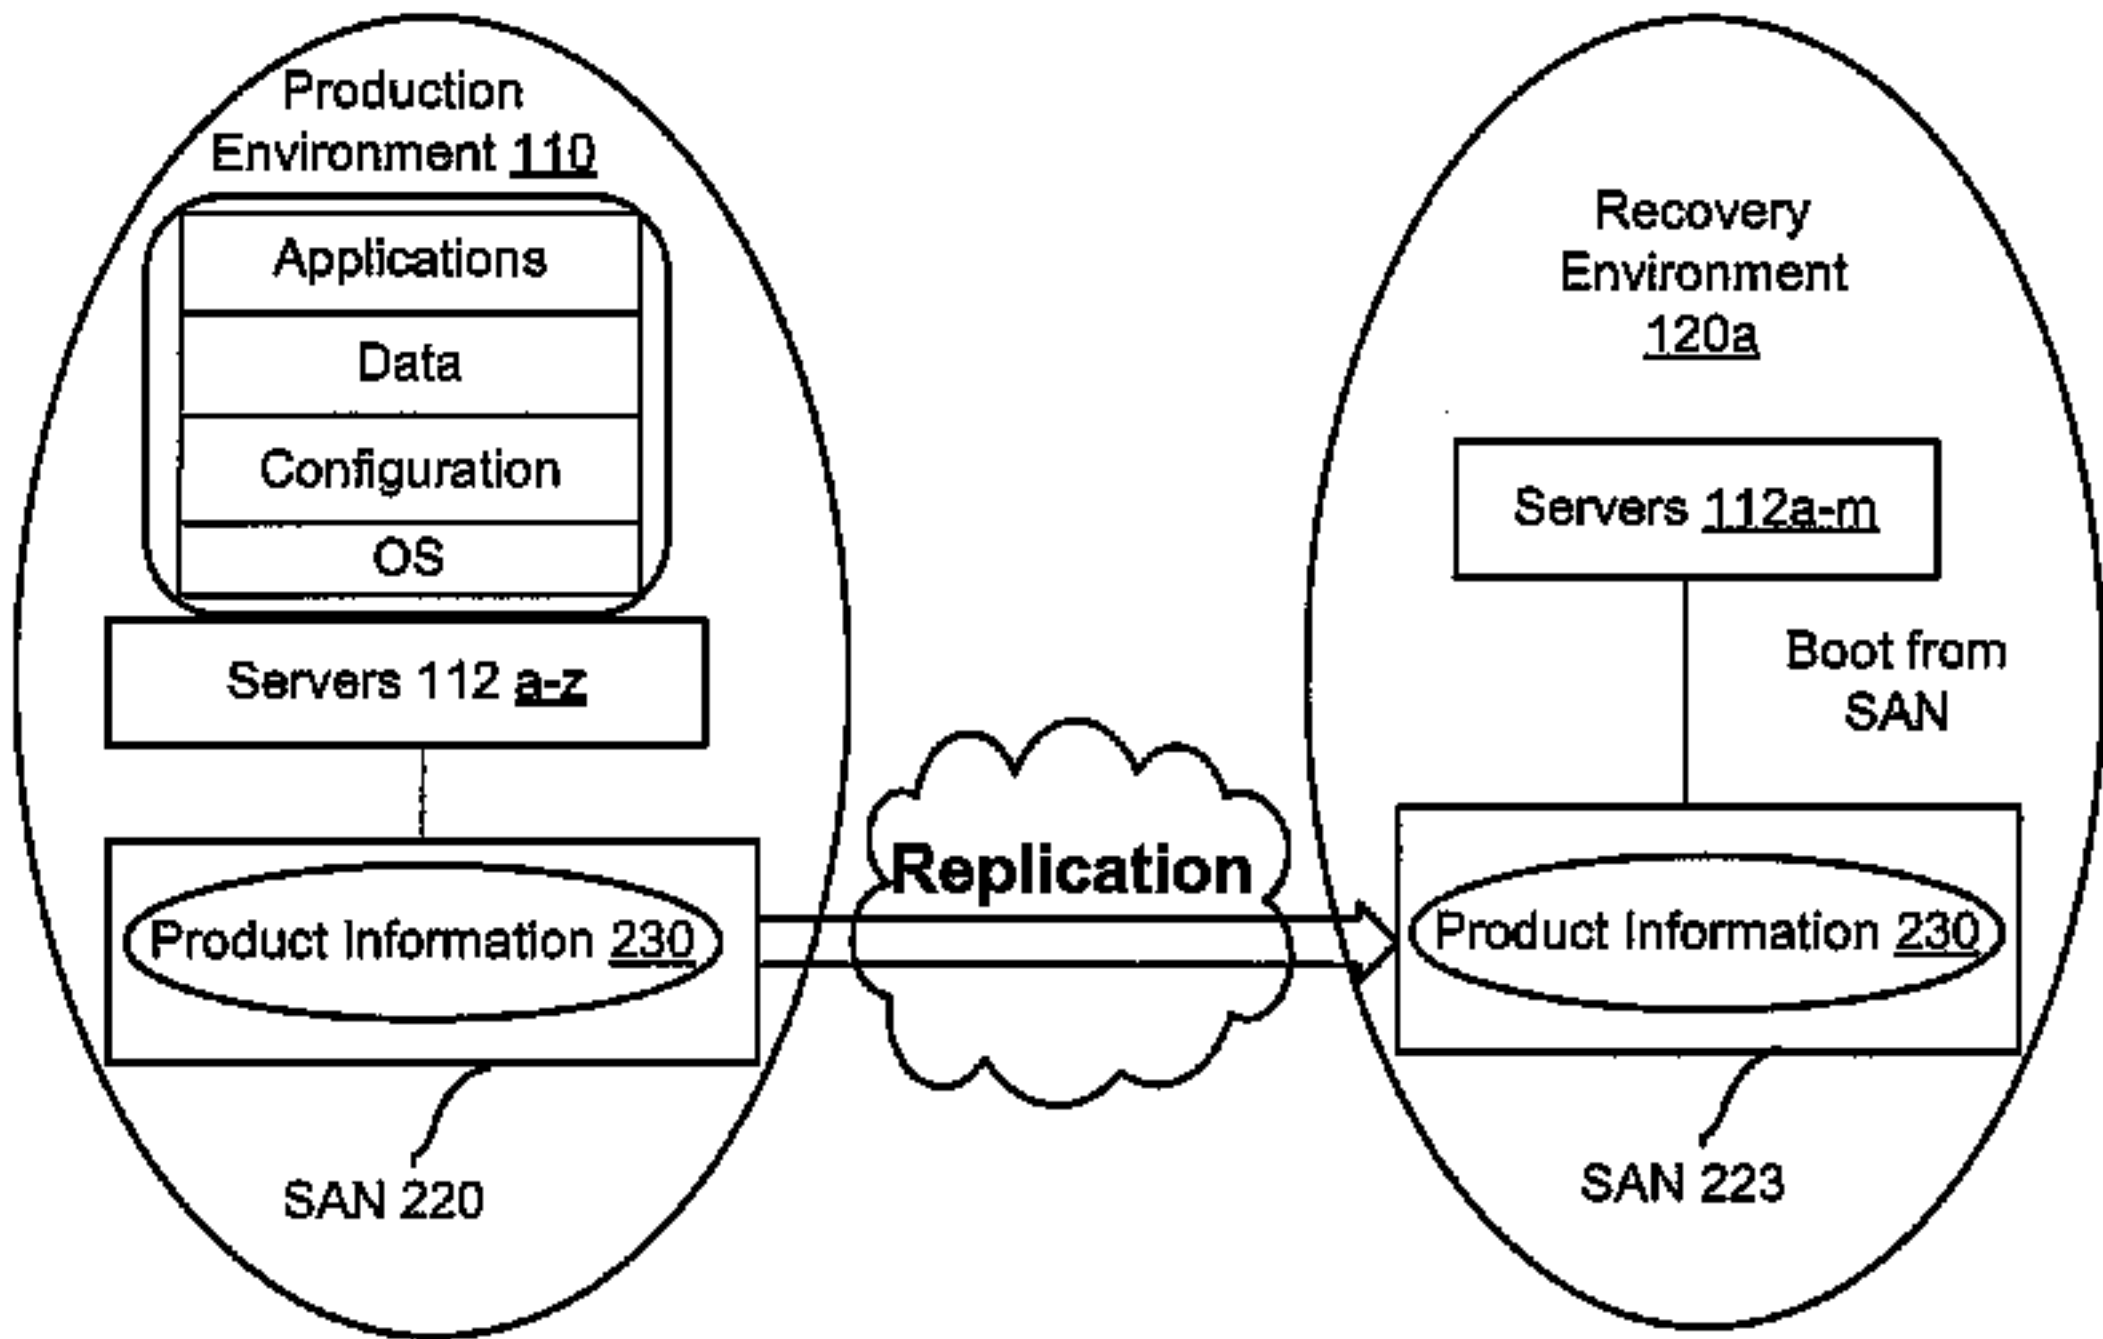 Production
Environment 110
Applications
Data
Configuration
OS
Servers 112 a-z
Product Information 230
SAN 220
Replication
Recovery
Environment
120a
Servers 112a-m
Boot from
SAN
Product Information 230
SAN 223